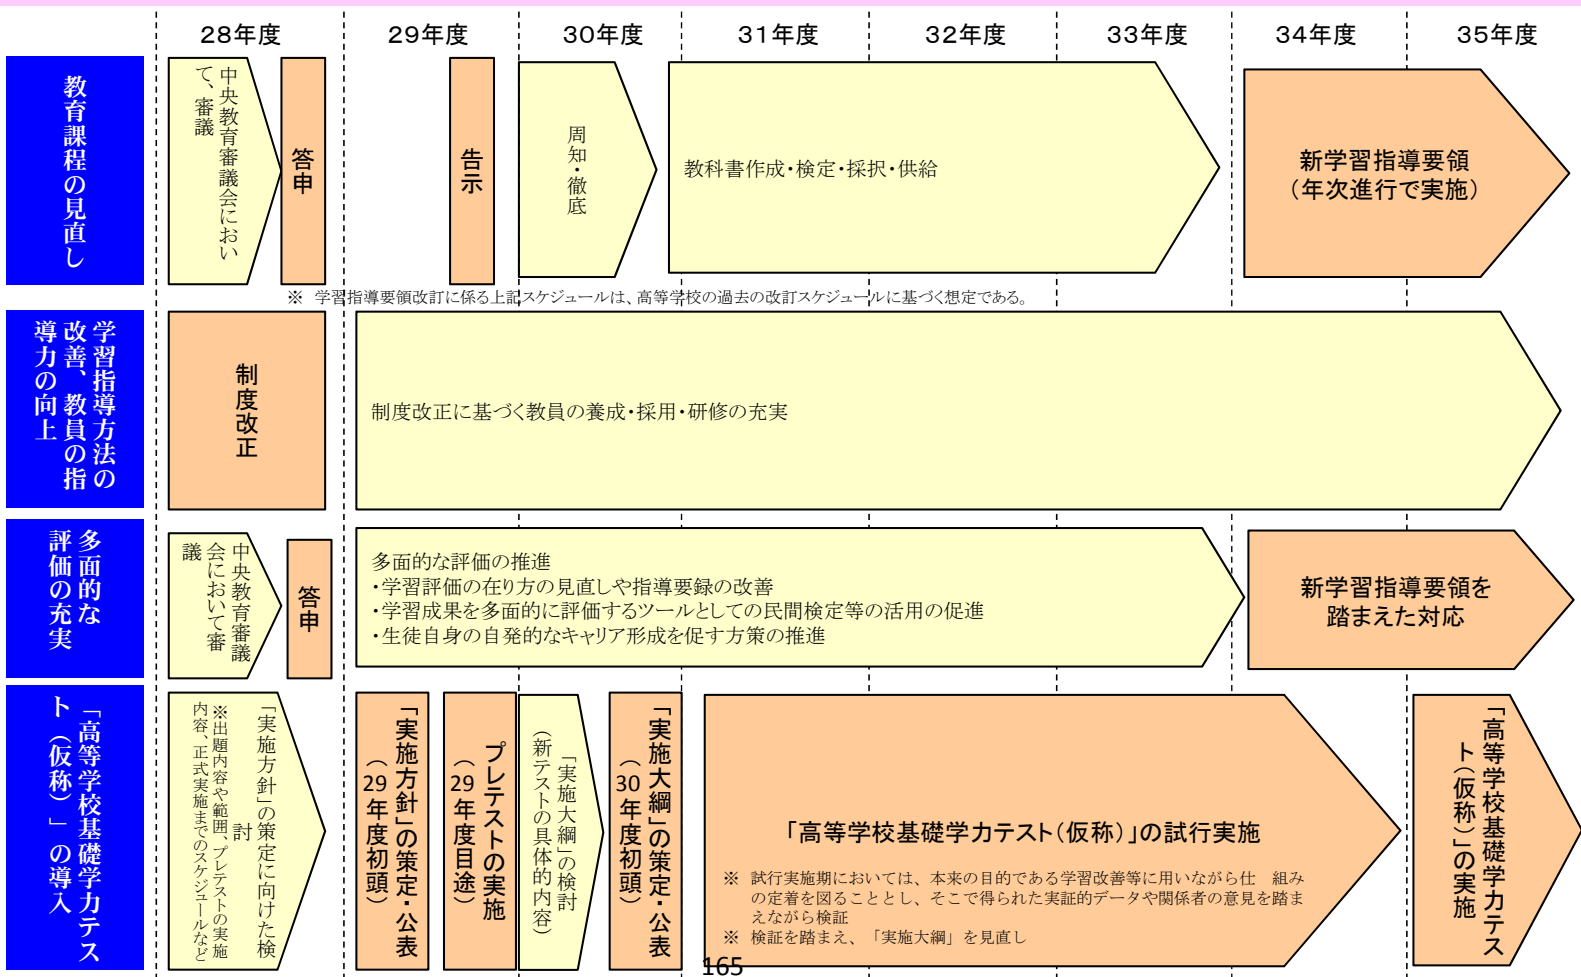 28年度
29年度
30年度
31年度
32年度
33年度
34年度
35年度
教育課程の見直し
中央教育審議会におい
て、審議
答申
告示
周知・徹底
教科書作成・検定・採択・供給
新学習指導要領
(年次進行で実施)
※ 学習指導要領改訂に係る上記スケジュールは、高等学校の過去の改訂スケジュールに基づく想定である。
学習指導方法の
改善、教員の指
導力の向上
制度改正
制度改正に基づく教員の養成・採用・研修の充実
多面的な
評価の充実
中央教育審議
会において審
議
答申
多面的な評価の推進
・学習評価の在り方の見直しや指導要録の改善
・学習成果を多面的に評価するツールとしての民間検定等の活用の促進
・生徒自身の自発的なキャリア形成を促す方策の推進
新学習指導要領を
踏まえた対応
「高等学校基礎学力テス
ト(仮称)」の導入
「実施方針」の策定に向けた検
討
※出題内容や範囲、プレテストの実施
内容、正式実施までのスケジュールなど
「実施方針」の策定・公表
(29年度初頭)
プレテストの実施
(29年度目途)
「実施大綱」の検討
(新テストの具体的内容)
「実施大綱」の策定・公表
(30年度初頭)
「高等学校基礎学力テスト(仮称)」の試行実施
※ 試行実施期においては、本来の目的である学習改善等に用いながら仕 組み
の定着を図ることとし、そこで得られた実証的データや関係者の意見を踏ま
えながら検証
※ 検証を踏まえ、「実施大綱」を見直し
「高等学校基礎学力テス
ト(仮称)」の実施
165